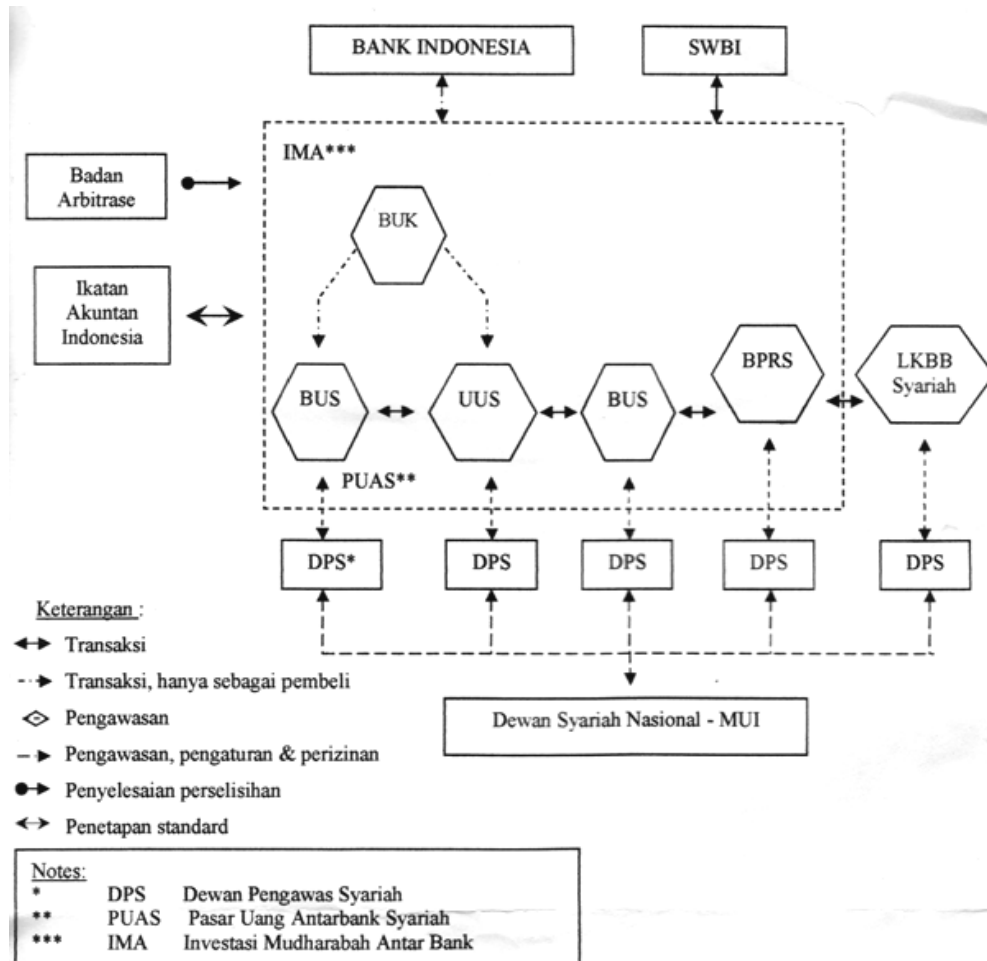 BANK INDONESIA
SWBI
IMA***
Badan
Arbitrase
BUK
Ikatan
Akuntan
Indonesia
BUS
UUS
BUS
BPRS
LKBB
Syariah
PUAS**
DPS*
DPS
DPS
DPS
DPS
Keterangan :
Transaksi
Transaksi, hanya sebagai pembeli
Pengawasan
Pengawasan, pengaturan & perizinan
Penyelesaian perselisihan
Penetapan standard
Dewan Syariah Nasional - MUI
Notes:
* DPS Dewan Pengawas Syariah
** PUAS Pasar Uang Antarbank Syariah
*** IMA Investasi Mudharabah Antar Bank